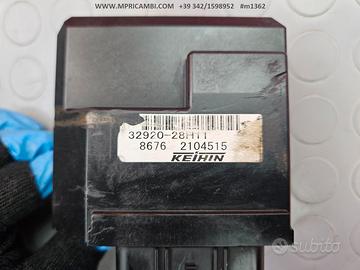 www.MPRICAMBI.com +39 342/1598952 #m1362
32920-28H11
8676 2104515
KEIHIN
subito